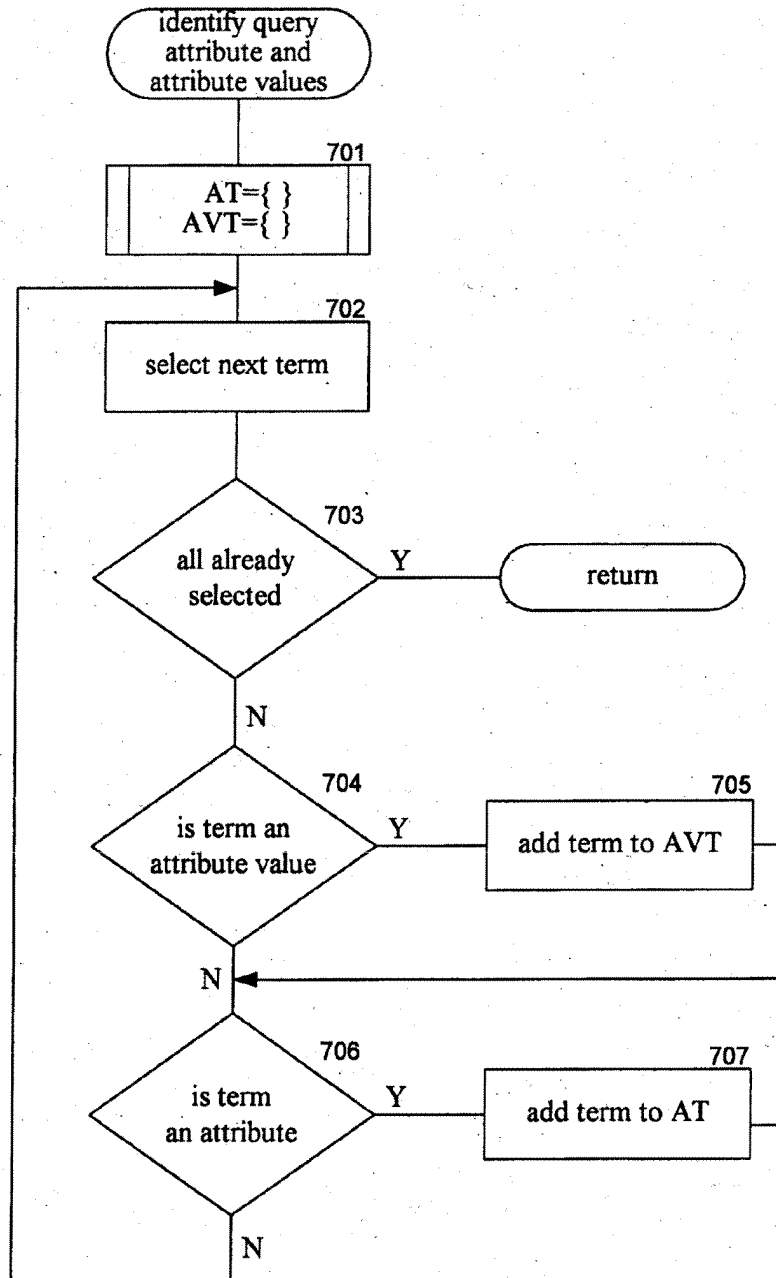 identify query
attribute and
attribute values
701
AT={ }
AVT={ }
702
select next term
703
all already
selected
Y
return
N
704
is term an
attribute value
Y
705
add term to AVT
N
706
is term
an attribute
Y
707
add term to AT
N